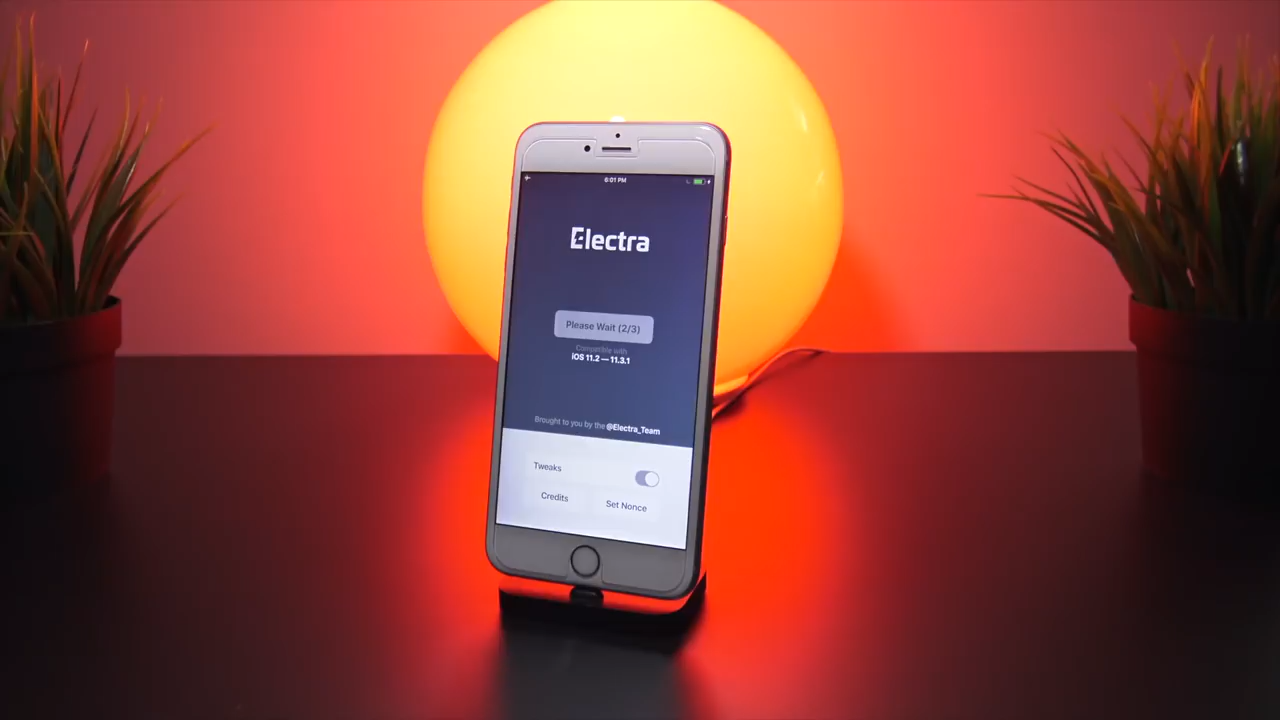 6:01 PM
Electra
Please Wait (2/3)
Compatible with
iOS 11.2 — 11.3.1
Brought to you by the @Electra_Team
Tweaks
Credits
Set Nonce